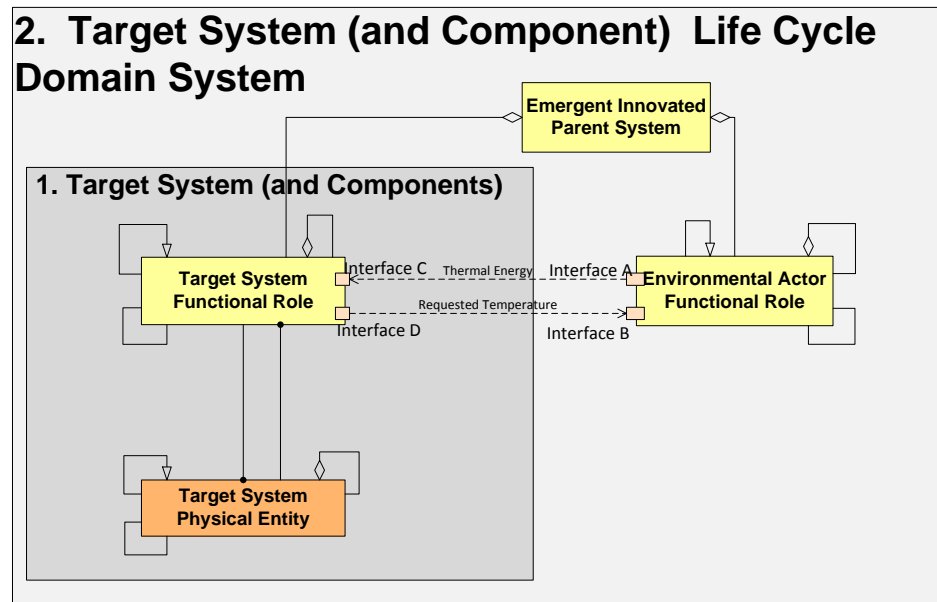 2. Target System (and Component) Life Cycle
Domain System
Emergent Innovated
Parent System
1. Target System (and Components)
Interface C
Thermal Energy
Interface A
Target System
Functional Role
Environmental Actor
Functional Role
Requested Temperature
Interface D
Interface B
Target System
Physical Entity